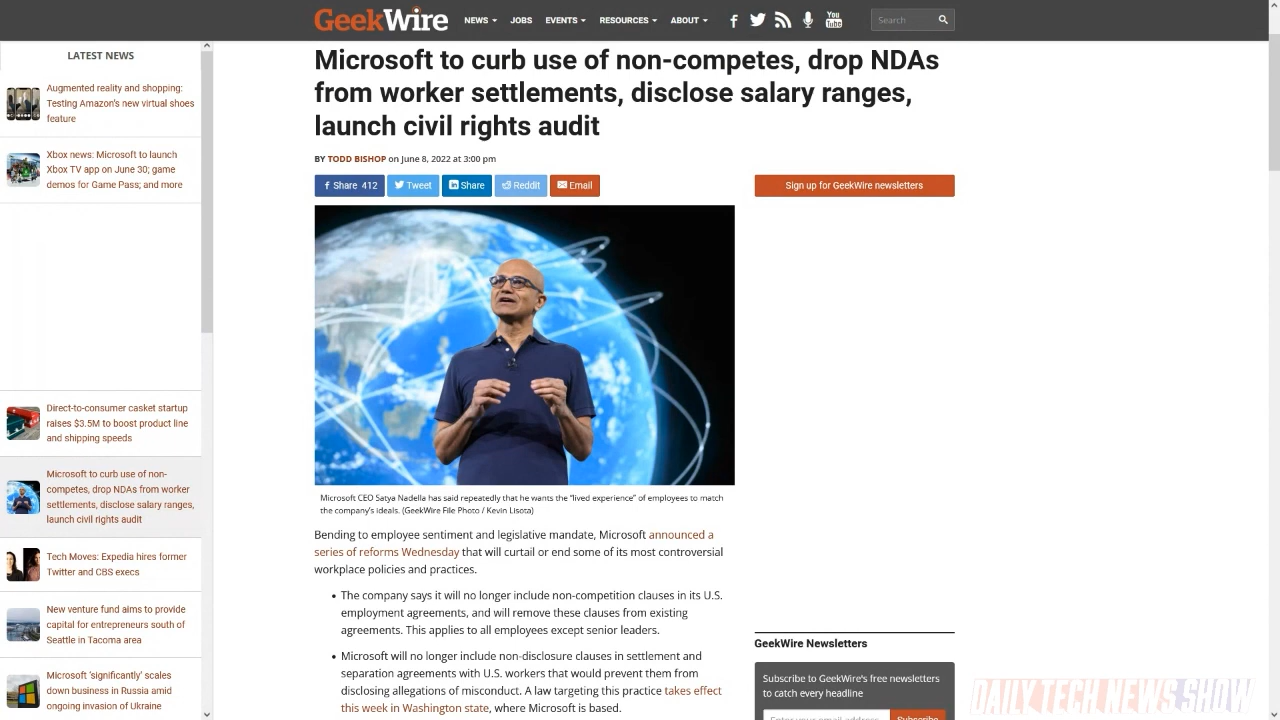 GeekWire
NEWS
JOBS
EVENTS
RESOURCES
ABOUT
You
Tube
Search
LATEST NEWS
Augmented reality and shopping:
Testing Amazon's new virtual shoes
feature
Xbox news: Microsoft to launch
Xbox TV app on June 30; game
demos for Game Pass; and more
Direct-to-consumer casket startup
raises $3.5M to boost product line
and shipping speeds
Microsoft to curb use of non-
competes, drop NDAs from worker
settlements, disclose salary ranges,
launch civil rights audit
Tech Moves: Expedia hires former
Twitter and CBS execs
New venture fund aims to provide
capital for entrepreneurs south of
Seattle in Tacoma area
Microsoft 'significantly' scales
down business in Russia amid
ongoing invasion of Ukraine
Microsoft to curb use of non-competes, drop NDAs
from worker settlements, disclose salary ranges,
launch civil rights audit
BY TODD BISHOP on June 8, 2022 at 3:00 pm
Share 412
Tweet
Share
Reddit
Email
Sign up for GeekWire newsletters
Microsoft CEO Satya Nadella has said repeatedly that he wants the "lived experience" of employees to match
the company's ideals. (GeekWire File Photo / Kevin Lisota)
Bending to employee sentiment and legislative mandate, Microsoft announced a
series of reforms Wednesday that will curtail or end some of its most controversial
workplace policies and practices.
• The company says it will no longer include non-competition clauses in its U.S.
employment agreements, and will remove these clauses from existing
agreements. This applies to all employees except senior leaders.
• Microsoft will no longer include non-disclosure clauses in settlement and
separation agreements with U.S. workers that would prevent them from
disclosing allegations of misconduct. A law targeting this practice takes effect
this week in Washington state, where Microsoft is based.
GeekWire Newsletters
Subscribe to GeekWire's free newsletters
to catch every headline
Enter your email address
Subscribe
DAILY TECH NEWS SHOW